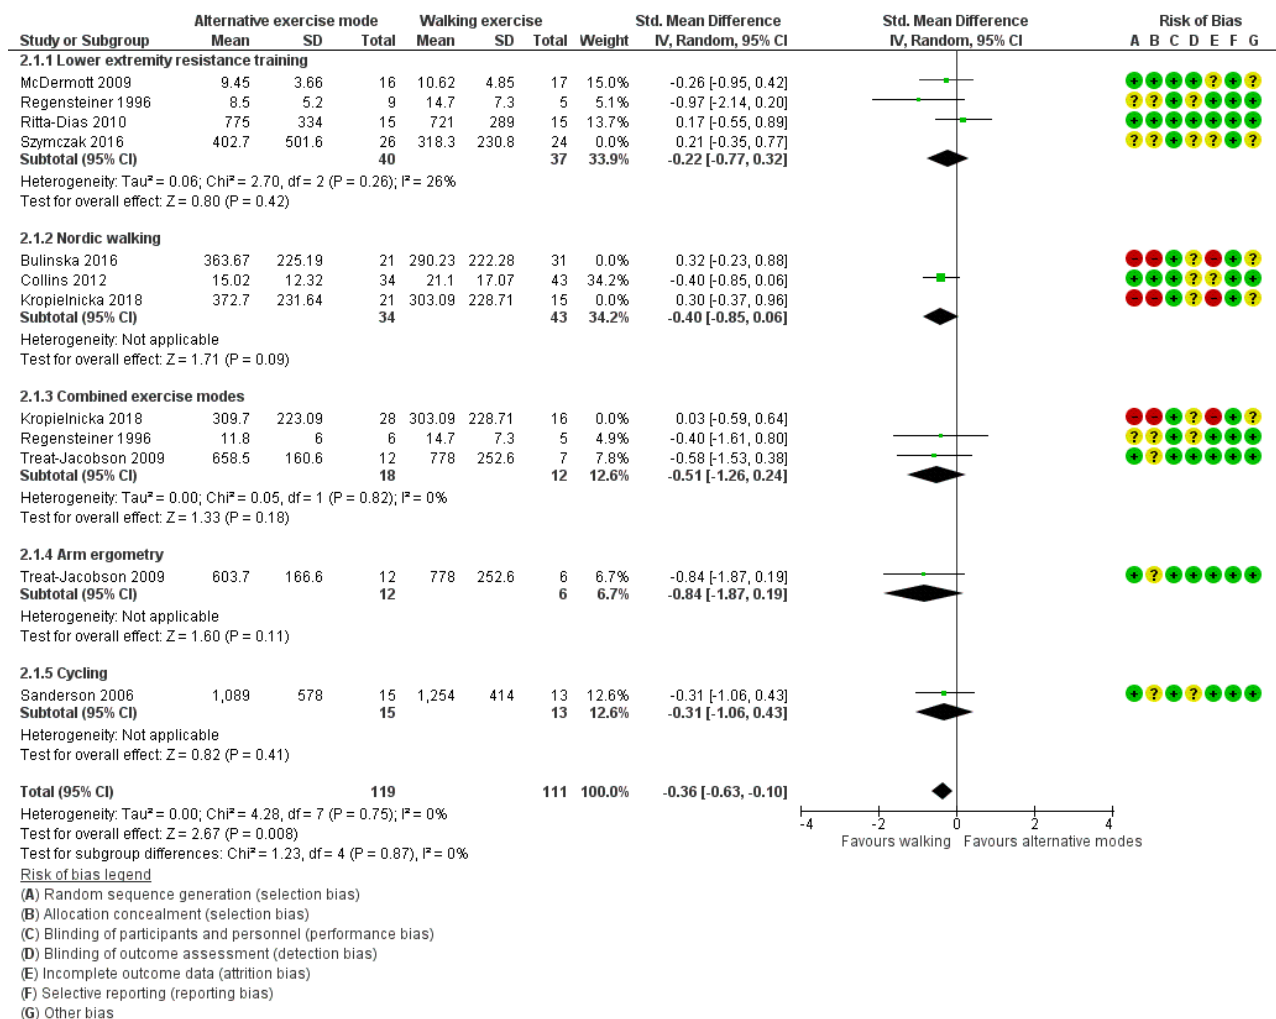 Alternative exercise mode Walking exercise Std. Mean Difference Std. Mean Difference Risk of Bias
Study or Subgroup Mean SD Total Mean SD Total Weight IV, Random, 95% CI IV, Random, 95% CI A B C D E F G
2.1.1 Lower extremity resistance training
McDermott 2009 9.45 3.66 16 10.62 4.85 17 15.0% -0.26 [-0.95, 0.42] + + + + ? + ?
Regensteiner 1996 8.5 5.2 9 14.7 7.3 5 5.1% -0.97 [-2.14, 0.20] ? ? + ? + + +
Ritta-Dias 2010 775 334 15 721 289 15 13.7% 0.17 [-0.55, 0.89] + + + + + + +
Szymczak 2016 402.7 501.6 26 318.3 230.8 24 0.0% 0.21 [-0.35, 0.77] ? ? + ? ? + ?
Subtotal (95% CI) 40 37 33.9% -0.22 [-0.77, 0.32]
Heterogeneity: Tau² = 0.06; Chi² = 2.70, df = 2 (P = 0.26); I² = 26%
Test for overall effect: Z = 0.80 (P = 0.42)
2.1.2 Nordic walking
Bulinska 2016 363.67 225.19 21 290.23 222.28 31 0.0% 0.32 [-0.23, 0.88] - - + ? - + ?
Collins 2012 15.02 12.32 34 21.1 17.07 43 34.2% -0.40 [-0.85, 0.06] + + + ? ? + +
Kropielnicka 2018 372.7 231.64 21 303.09 228.71 15 0.0% 0.30 [-0.37, 0.96] - - + ? - + ?
Subtotal (95% CI) 34 43 34.2% -0.40 [-0.85, 0.06]
Heterogeneity: Not applicable
Test for overall effect: Z = 1.71 (P = 0.09)
2.1.3 Combined exercise modes
Kropielnicka 2018 309.7 223.09 28 303.09 228.71 16 0.0% 0.03 [-0.59, 0.64] - - + ? - + ?
Regensteiner 1996 11.8 6 6 14.7 7.3 5 4.9% -0.40 [-1.61, 0.80] ? ? + ? + + +
Treat-Jacobson 2009 658.5 160.6 12 778 252.6 7 7.8% -0.58 [-1.53, 0.38] + ? + + + + +
Subtotal (95% CI) 18 12 12.6% -0.51 [-1.26, 0.24]
Heterogeneity: Tau² = 0.00; Chi² = 0.05, df = 1 (P = 0.82); I² = 0%
Test for overall effect: Z = 1.33 (P = 0.18)
2.1.4 Arm ergometry
Treat-Jacobson 2009 603.7 166.6 12 778 252.6 6 6.7% -0.84 [-1.87, 0.19] + ? + + + + +
Subtotal (95% CI) 12 6 6.7% -0.84 [-1.87, 0.19]
Heterogeneity: Not applicable
Test for overall effect: Z = 1.60 (P = 0.11)
2.1.5 Cycling
Sanderson 2006 1,089 578 15 1,254 414 13 12.6% -0.31 [-1.06, 0.43] + ? + ? + + +
Subtotal (95% CI) 15 13 12.6% -0.31 [-1.06, 0.43]
Heterogeneity: Not applicable
Test for overall effect: Z = 0.82 (P = 0.41)
Total (95% CI) 119 111 100.0% -0.36 [-0.63, -0.10]
Heterogeneity: Tau² = 0.00; Chi² = 4.28, df = 7 (P = 0.75); I² = 0%
Test for overall effect: Z = 2.67 (P = 0.008)
Test for subgroup differences: Chi² = 1.23, df = 4 (P = 0.87), I² = 0%
-4 -2 0 2 4
Favours walking Favours alternative modes
Risk of bias legend
(A) Random sequence generation (selection bias)
(B) Allocation concealment (selection bias)
(C) Blinding of participants and personnel (performance bias)
(D) Blinding of outcome assessment (detection bias)
(E) Incomplete outcome data (attrition bias)
(F) Selective reporting (reporting bias)
(G) Other bias